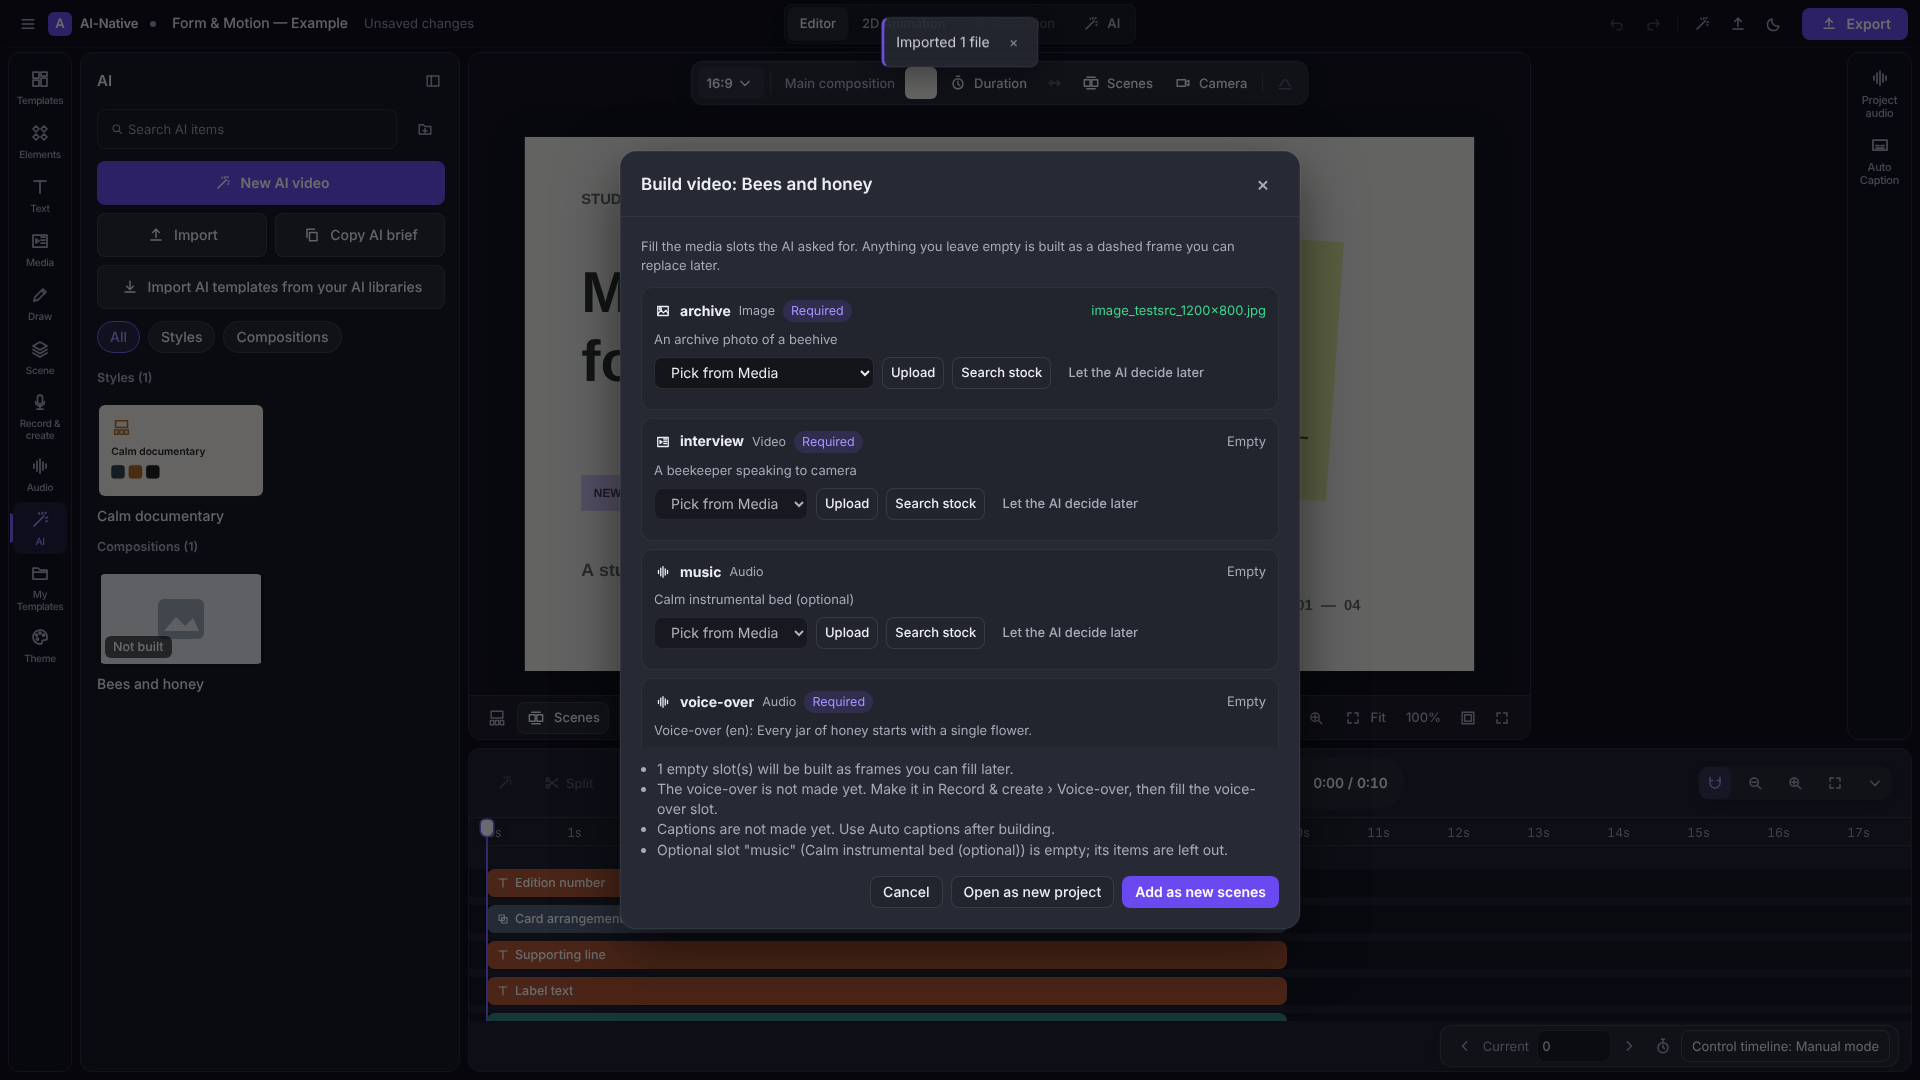 AI-Native
Form & Motion — Example
Unsaved changes
Editor
AI
Export
Imported 1 file
Templates
Elements
Text
Media
Draw
Scene
Record & create
Audio
AI
My Templates
Theme
AI
Search AI items
New AI video
Import
Copy AI brief
Import AI templates from your AI libraries
All
Styles
Compositions
Styles (1)
Calm documentary
Calm documentary
Compositions (1)
Not built
Bees and honey
16:9
Main composition
Duration
Scenes
Camera
Project audio
Auto Caption
Build video: Bees and honey
Fill the media slots the AI asked for. Anything you leave empty is built as a dashed frame you can
replace later.
archive Image Required
image_testsrc_1200×800.jpg
An archive photo of a beehive
Pick from Media
Upload
Search stock
Let the AI decide later
interview Video Required
Empty
A beekeeper speaking to camera
Pick from Media
Upload
Search stock
Let the AI decide later
music Audio
Empty
Calm instrumental bed (optional)
Pick from Media
Upload
Search stock
Let the AI decide later
voice-over Audio Required
Empty
Voice-over (en): Every jar of honey starts with a single flower.
1 empty slot(s) will be built as frames you can fill later.
The voice-over is not made yet. Make it in Record & create › Voice-over, then fill the voice-
over slot.
Captions are not made yet. Use Auto captions after building.
Optional slot "music" (Calm instrumental bed (optional)) is empty; its items are left out.
Cancel
Open as new project
Add as new scenes
NEW
— 04
Scenes
Fit
100%
Split
0:00 / 0:10
1s
11s
12s
13s
14s
15s
16s
17s
Edition number
Card arrangement
Supporting line
Label text
Current
0
Control timeline: Manual mode